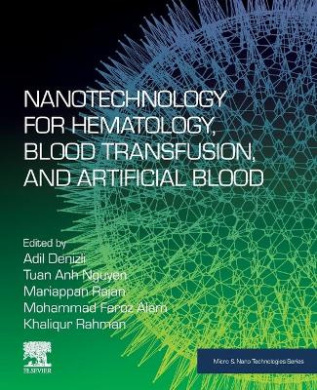 NANOTECHNOLOGY
FOR HEMATOLOGY,
BLOOD TRANSFUSION,
AND ARTIFICIAL BLOOD
Edited by
Adil Denizli
Tuan Anh Nguyen
Mariappan Rajan
Mohammad Feroz Alam
Khaliqur Rahman
ELSEVIER
Micro & Nano Technologies Series